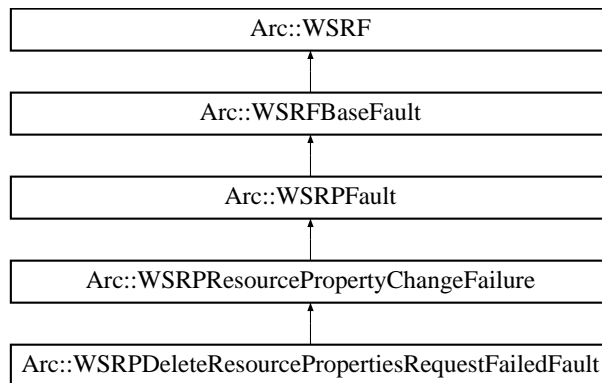 Arc::WSRF
Arc::WSRFBaseFault
Arc::WSRPFault
Arc::WSRPResourcePropertyChangeFailure
Arc::WSRPDeleteResourcePropertiesRequestFailedFault